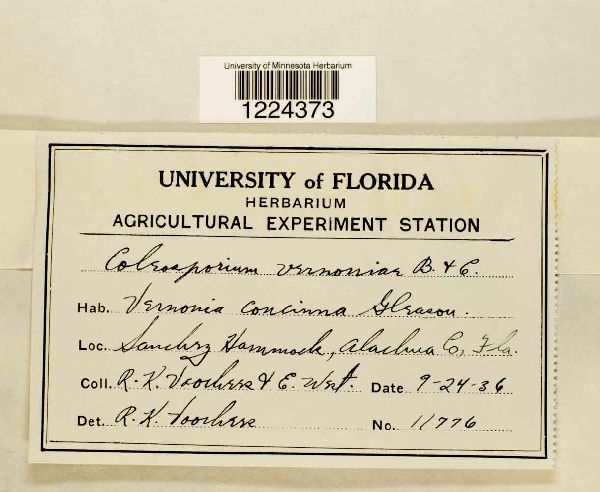 University of Minnesota Herbarium
1224373
UNIVERSITY of FLORIDA
HERBARIUM
AGRICULTURAL EXPERIMENT STATION
Coleosporium vernoniae B. & C.
Hab. Vernonia concinna Gleason.
Loc. Sanchez Hammock, Alachua C, Fla.
Coll. R. K. Voorhees & E. West. Date 9-24-36
Det. R. K. Voorhees No. 11776